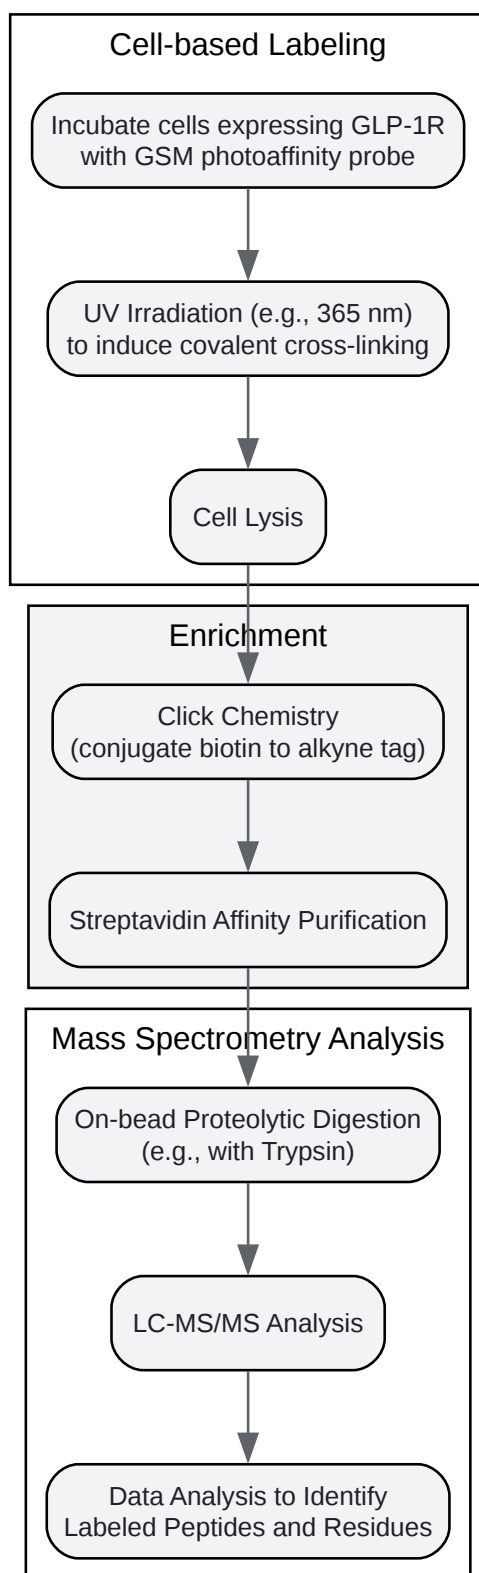 Cell-based Labeling
Incubate cells expressing GLP-1R
with GSM photoaffinity probe
UV Irradiation (e.g., 365 nm)
to induce covalent cross-linking
Cell Lysis
Enrichment
Click Chemistry
(conjugate biotin to alkyne tag)
Streptavidin Affinity Purification
Mass Spectrometry Analysis
On-bead Proteolytic Digestion
(e.g., with Trypsin)
LC-MS/MS Analysis
Data Analysis to Identify
Labeled Peptides and Residues